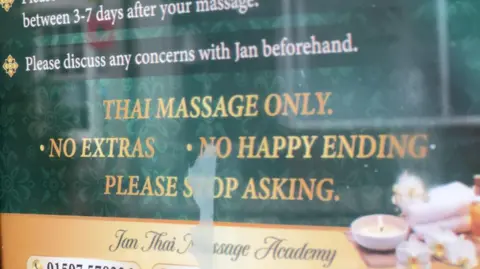 between 3-7 days after your massage.
Please discuss any concerns with Jan beforehand.
THAI MASSAGE ONLY.
• NO EXTRAS • NO HAPPY ENDING •
PLEASE STOP ASKING.
Jan Thai Massage Academy